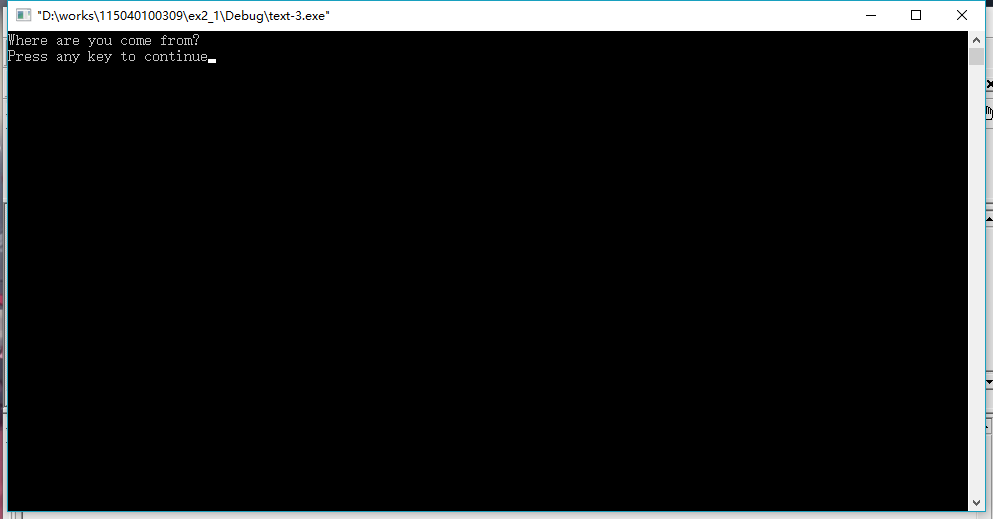 "D:\works\115040100309\ex2_1\Debug\text-3.exe"
Where are you come from?
Press any key to continue